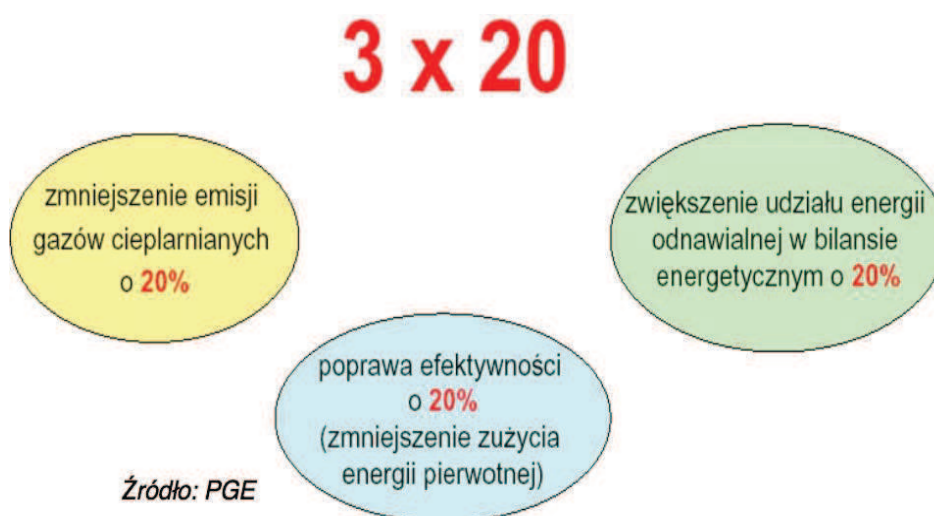 3 x 20
zmniejszenie emisji
gazów cieplarnianych
o 20%
zwiększenie udziału energii
odnawialnej w bilansie
energetycznym o 20%
poprawa efektywności
o 20%
(zmniejszenie zużycia
energii pierwotnej)
Źródło: PGE